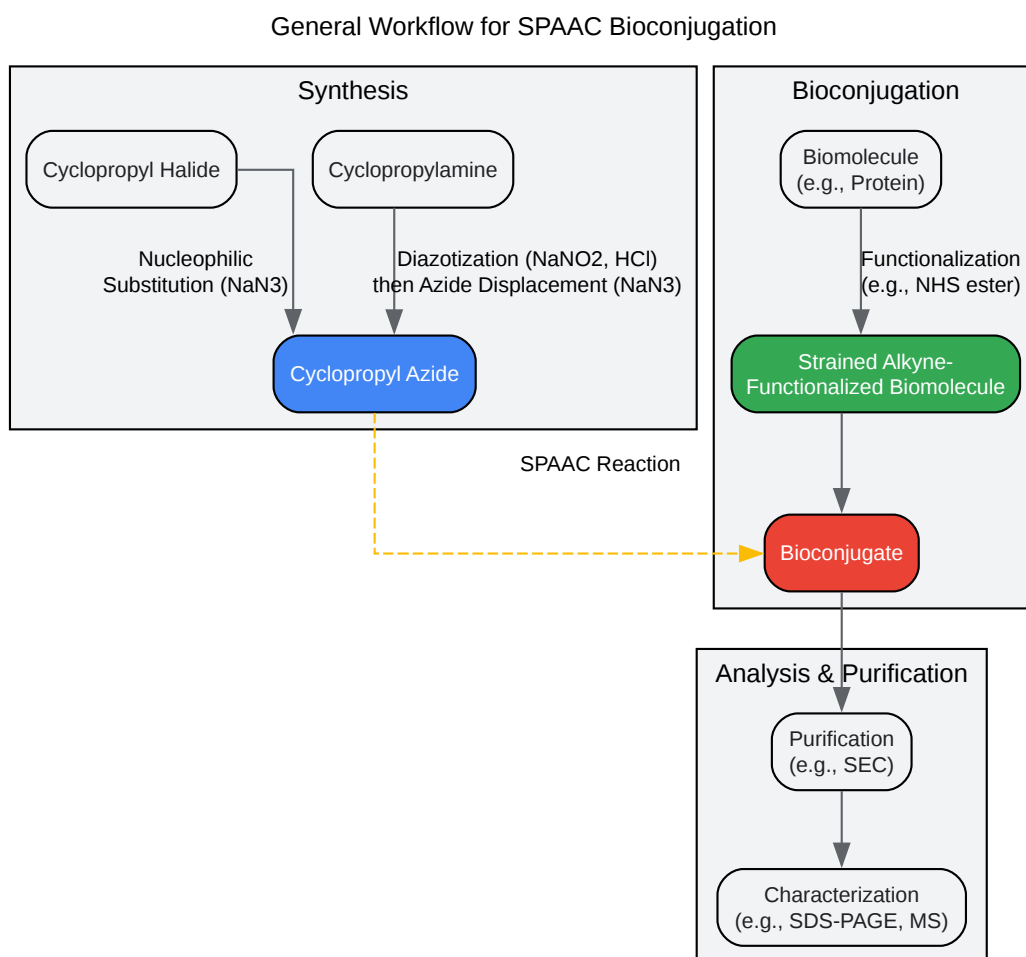 General Workflow for SPAAC Bioconjugation
Synthesis
Cyclopropyl Halide
Cyclopropylamine
Nucleophilic
Substitution (NaN3)
Diazotization (NaNO2, HCl)
then Azide Displacement (NaN3)
Cyclopropyl Azide
SPAAC Reaction
Bioconjugation
Biomolecule
(e.g., Protein)
Functionalization
(e.g., NHS ester)
Strained Alkyne-
Functionalized Biomolecule
Bioconjugate
Analysis & Purification
Purification
(e.g., SEC)
Characterization
(e.g., SDS-PAGE, MS)